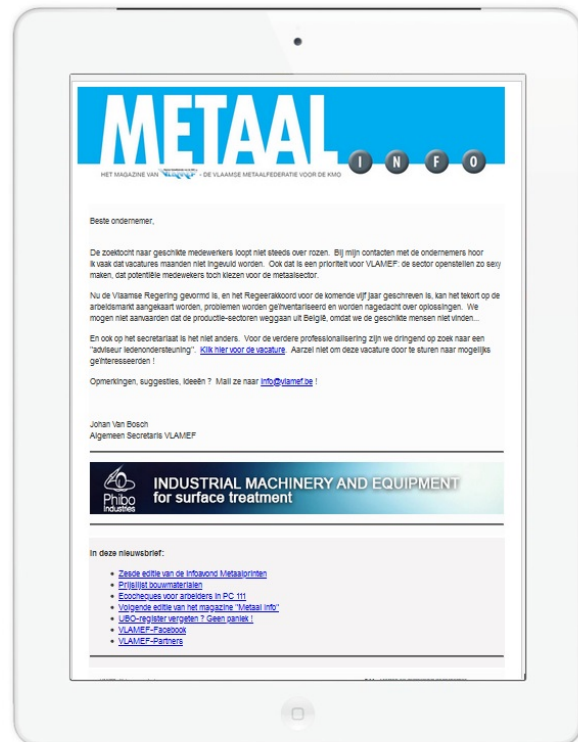 METAAL
I N F O
HET MAGAZINE VAN - DE VLAAMSE METAALFEDERATIE VOOR DE KMO
Beste ondernemer,
De zoektocht naar geschikte medewerkers loopt niet steeds over rozen. Bij mijn contacten met de ondernemers hoor
ik vaak dat vacatures maanden niet ingevuld worden. Ook dat is een prioriteit voor VLAMEF: de sector openstellen zo sexy
maken, dat potentiële medewekers toch kiezen voor de metaalsector.
Nu de Vlaamse Regering gevormd is, en het Regeerakkoord voor de komende vijf jaar geschreven is, kan het tekort op de
arbeidsmarkt aangekaart worden, problemen worden geïnventariseerd en worden nagedacht over oplossingen. We
mogen niet aanvaarden dat de productie-sectoren weggaan uit België, omdat we de geschikte mensen niet vinden...
En ook op het secretariaat is het niet anders. Voor de verdere professionalisering zijn we dringend op zoek naar een
"adviseur ledenondersteuning". Klik hier voor de vacature. Aarzel niet om deze vacature door te sturen naar mogelijks
geïnteresseerden !
Opmerkingen, suggesties, ideeën ? Mail ze naar info@vlamef.be !
Johan Van Bosch
Algemeen Secretaris VLAMEF
Phibo
Industries
INDUSTRIAL MACHINERY AND EQUIPMENT
for surface treatment
In deze nieuwsbrief:
Zesde editie van de Infoavond Metaalprinten
Prijslijst bouwmaterialen
Ecocheques voor arbeiders in PC 111
Volgende editie van het magazine "Metaal Info"
UBO-register vergeten ? Geen paniek !
VLAMEF-Facebook
VLAMEF-Partners